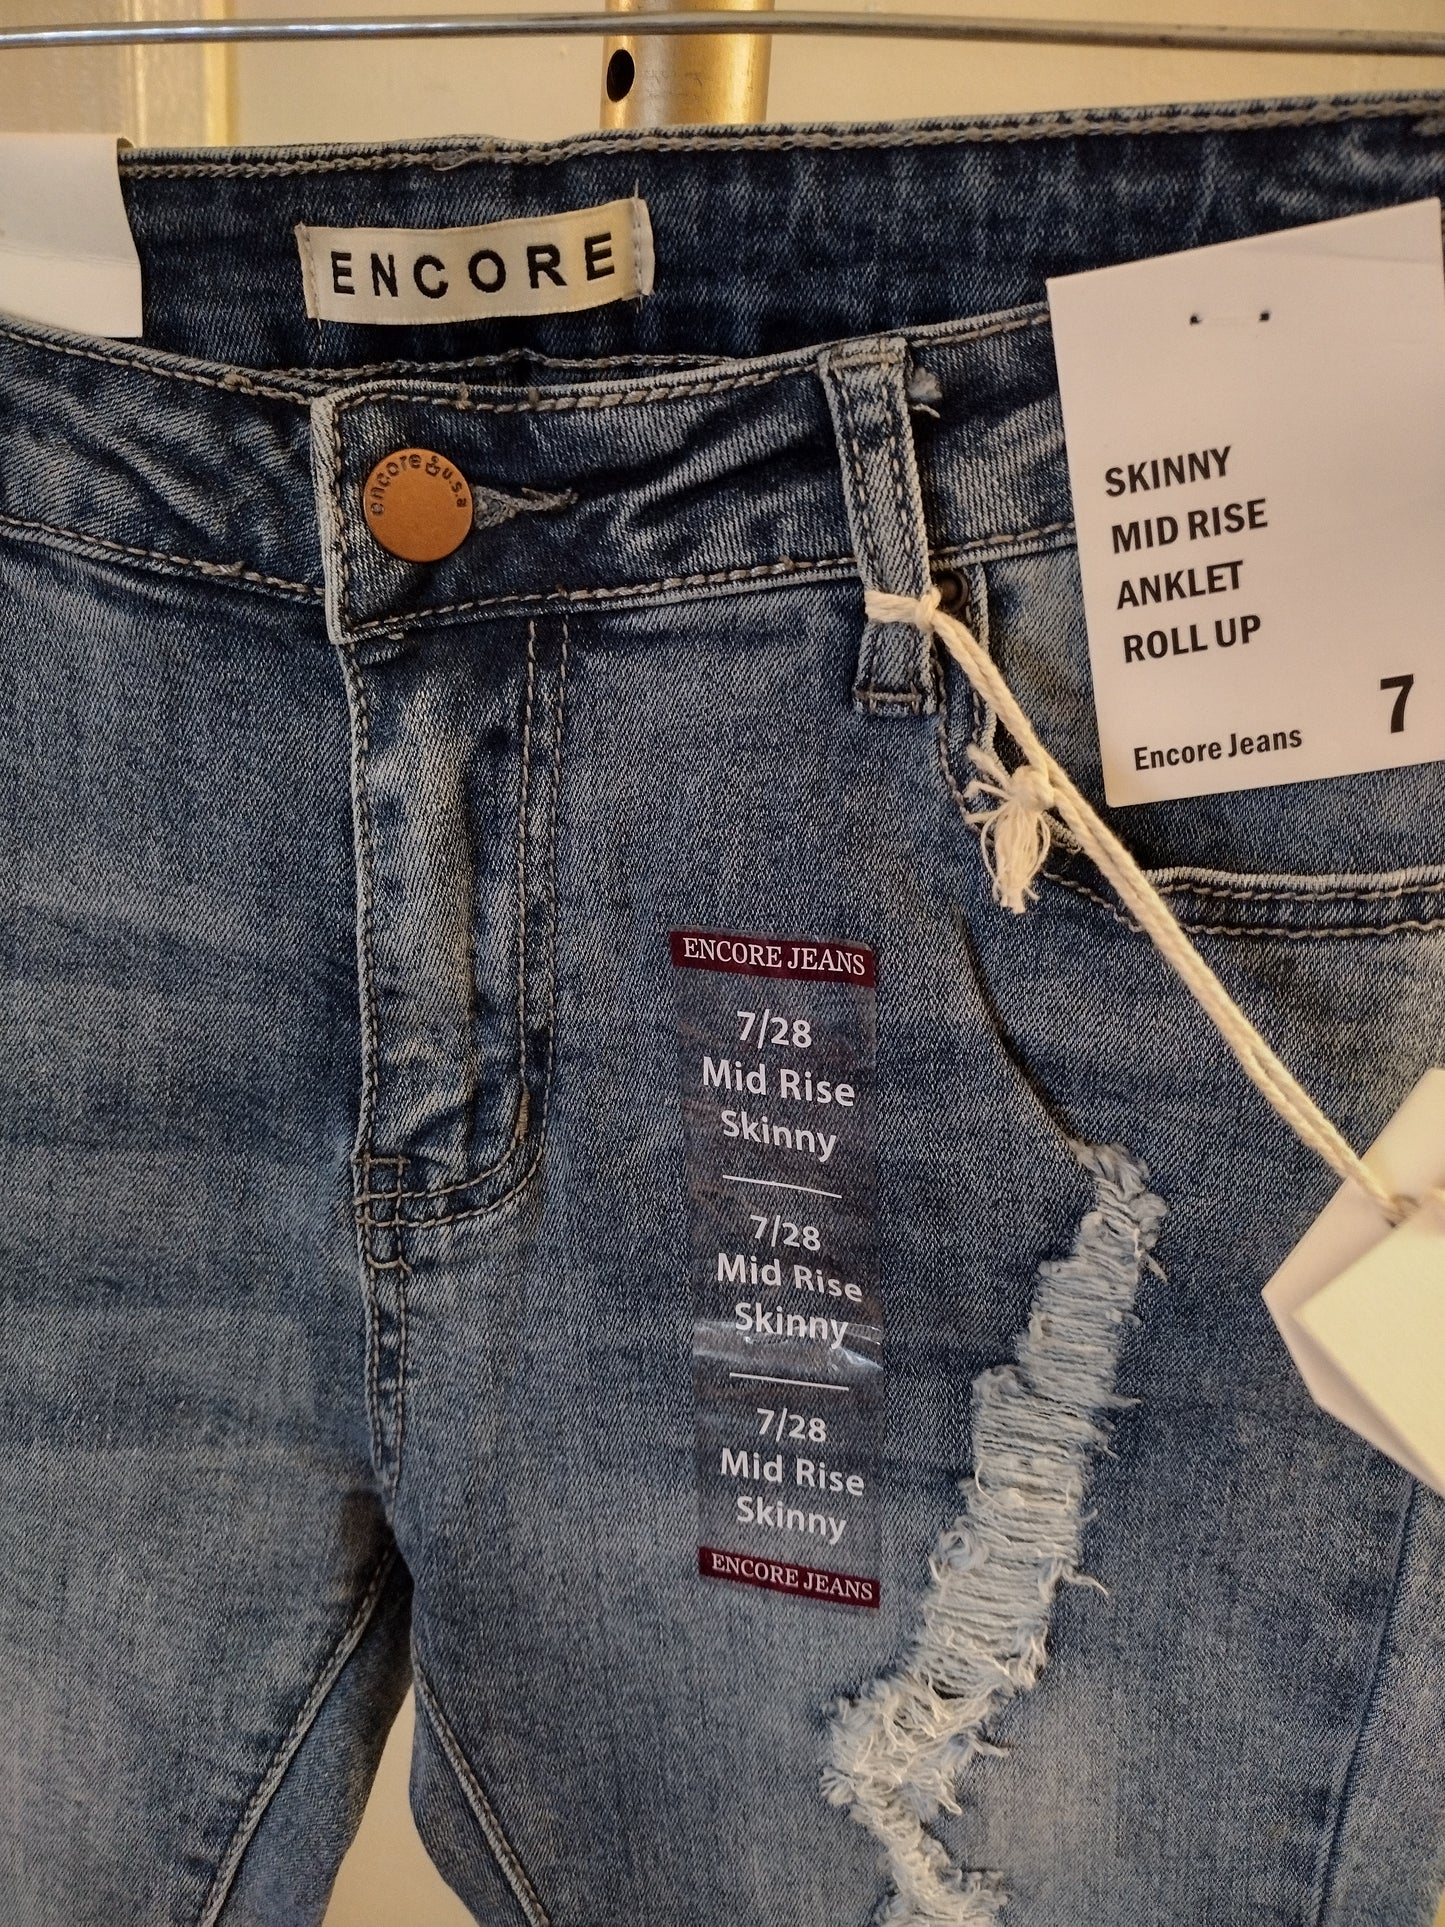 ENCORE
encore & u.s.a
SKINNY
MID RISE
ANKLET
ROLL UP
7
Encore Jeans
ENCORE JEANS
7/28
Mid Rise
Skinny
7/28
Mid Rise
Skinny
7/28
Mid Rise
Skinny
ENCORE JEANS